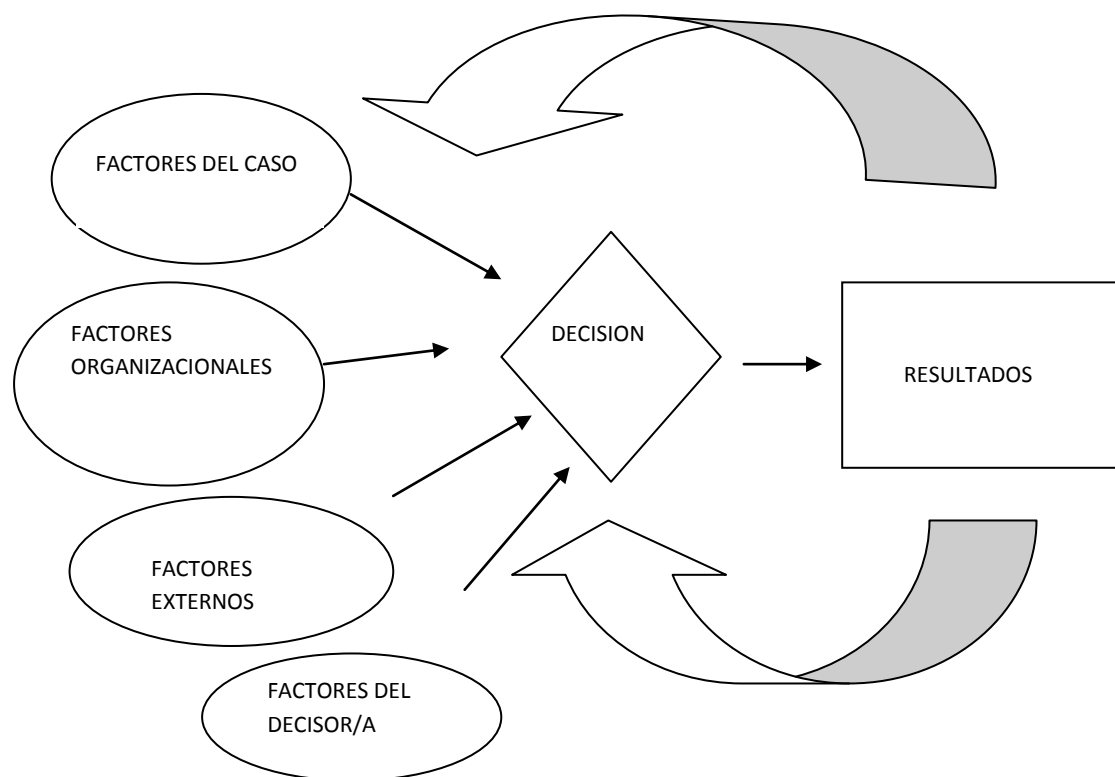 FACTORES DEL CASO
FACTORES
ORGANIZACIONALES
FACTORES
EXTERNOS
FACTORES DEL
DECISOR/A
DECISION
RESULTADOS